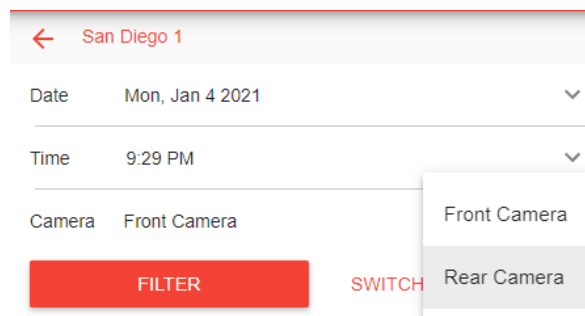 San Diego 1
Date Mon, Jan 4 2021
Time 9:29 PM
Camera Front Camera
Front Camera
FILTER SWITCH
Rear Camera